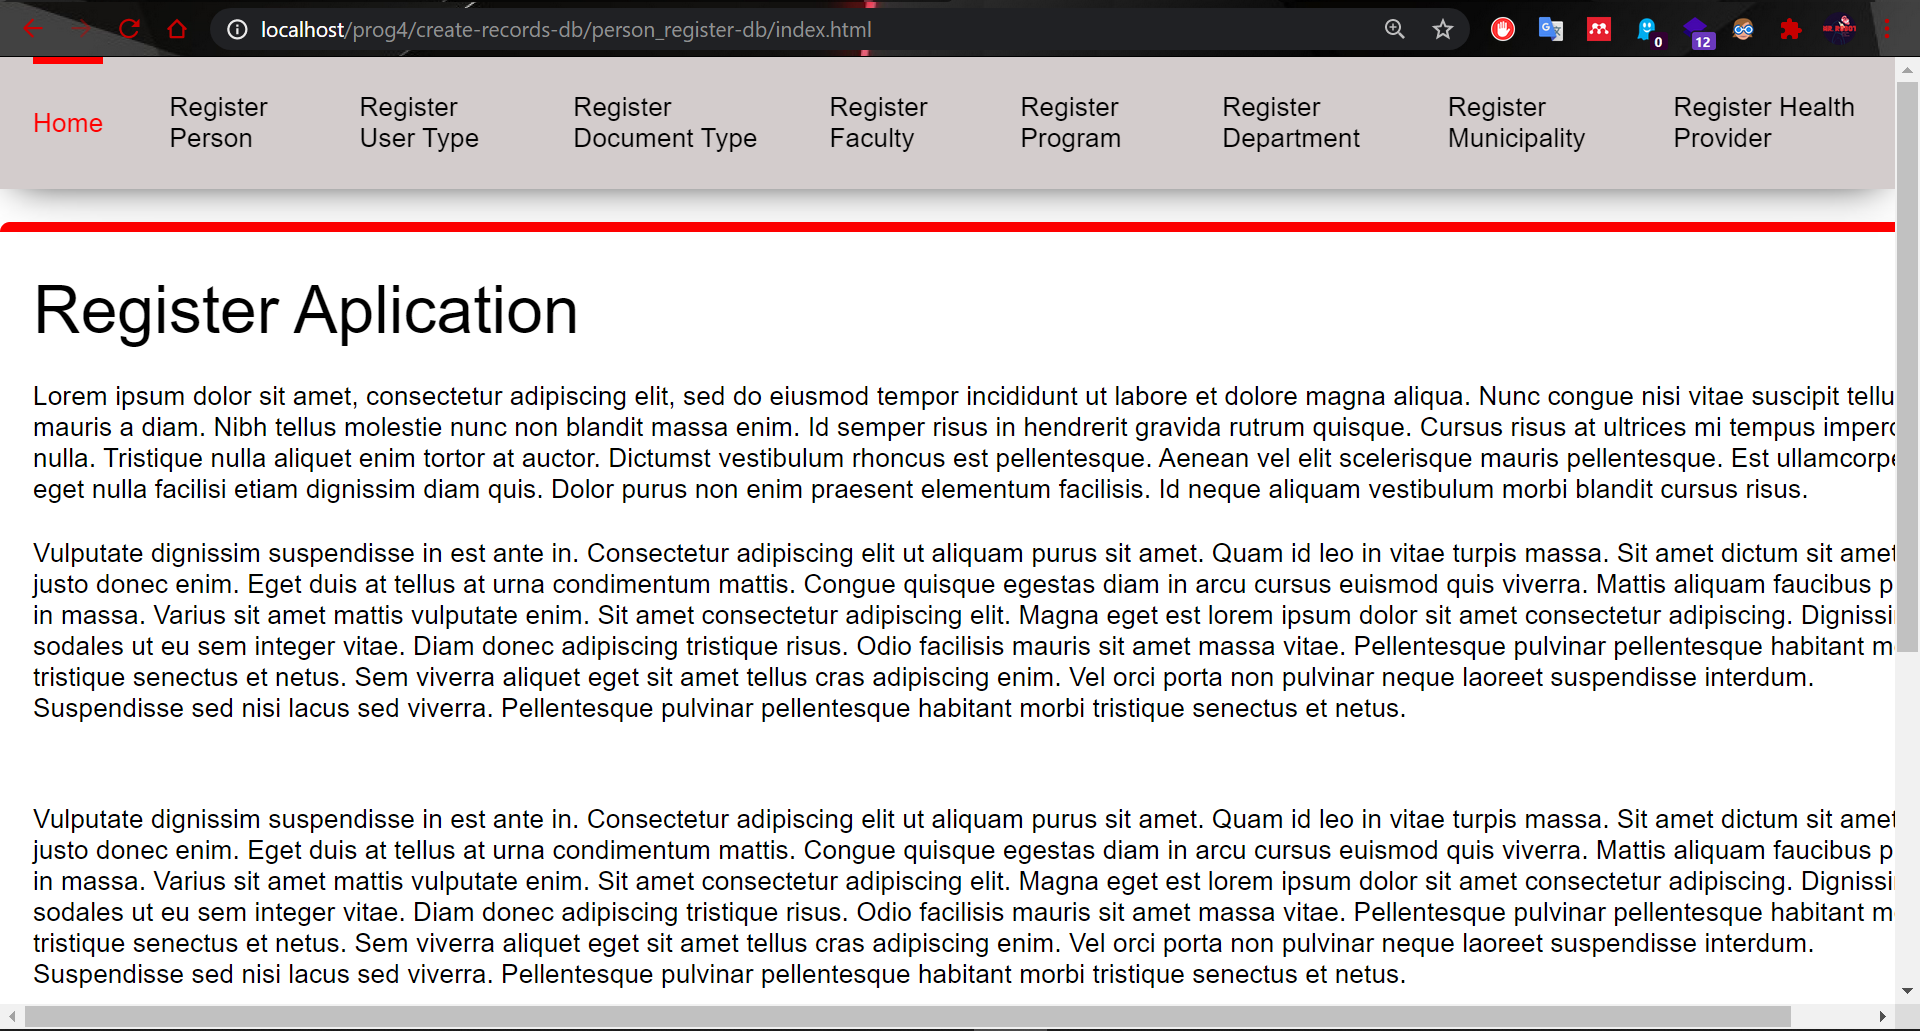 localhost/prog4/create-records-db/person_register-db/index.html
0
12
Home
Register Person
Register User Type
Register Document Type
Register Faculty
Register Program
Register Department
Register Municipality
Register Health Provider
Register Aplication
Lorem ipsum dolor sit amet, consectetur adipiscing elit, sed do eiusmod tempor incididunt ut labore et dolore magna aliqua. Nunc congue nisi vitae suscipit tellu
mauris a diam. Nibh tellus molestie nunc non blandit massa enim. Id semper risus in hendrerit gravida rutrum quisque. Cursus risus at ultrices mi tempus imperd
nulla. Tristique nulla aliquet enim tortor at auctor. Dictumst vestibulum rhoncus est pellentesque. Aenean vel elit scelerisque mauris pellentesque. Est ullamcorpe
eget nulla facilisi etiam dignissim diam quis. Dolor purus non enim praesent elementum facilisis. Id neque aliquam vestibulum morbi blandit cursus risus.
Vulputate dignissim suspendisse in est ante in. Consectetur adipiscing elit ut aliquam purus sit amet. Quam id leo in vitae turpis massa. Sit amet dictum sit amet
justo donec enim. Eget duis at tellus at urna condimentum mattis. Congue quisque egestas diam in arcu cursus euismod quis viverra. Mattis aliquam faucibus p
in massa. Varius sit amet mattis vulputate enim. Sit amet consectetur adipiscing elit. Magna eget est lorem ipsum dolor sit amet consectetur adipiscing. Dignissi
sodales ut eu sem integer vitae. Diam donec adipiscing tristique risus. Odio facilisis mauris sit amet massa vitae. Pellentesque pulvinar pellentesque habitant m
tristique senectus et netus. Sem viverra aliquet eget sit amet tellus cras adipiscing enim. Vel orci porta non pulvinar neque laoreet suspendisse interdum.
Suspendisse sed nisi lacus sed viverra. Pellentesque pulvinar pellentesque habitant morbi tristique senectus et netus.
Vulputate dignissim suspendisse in est ante in. Consectetur adipiscing elit ut aliquam purus sit amet. Quam id leo in vitae turpis massa. Sit amet dictum sit amet
justo donec enim. Eget duis at tellus at urna condimentum mattis. Congue quisque egestas diam in arcu cursus euismod quis viverra. Mattis aliquam faucibus p
in massa. Varius sit amet mattis vulputate enim. Sit amet consectetur adipiscing elit. Magna eget est lorem ipsum dolor sit amet consectetur adipiscing. Dignissi
sodales ut eu sem integer vitae. Diam donec adipiscing tristique risus. Odio facilisis mauris sit amet massa vitae. Pellentesque pulvinar pellentesque habitant m
tristique senectus et netus. Sem viverra aliquet eget sit amet tellus cras adipiscing enim. Vel orci porta non pulvinar neque laoreet suspendisse interdum.
Suspendisse sed nisi lacus sed viverra. Pellentesque pulvinar pellentesque habitant morbi tristique senectus et netus.